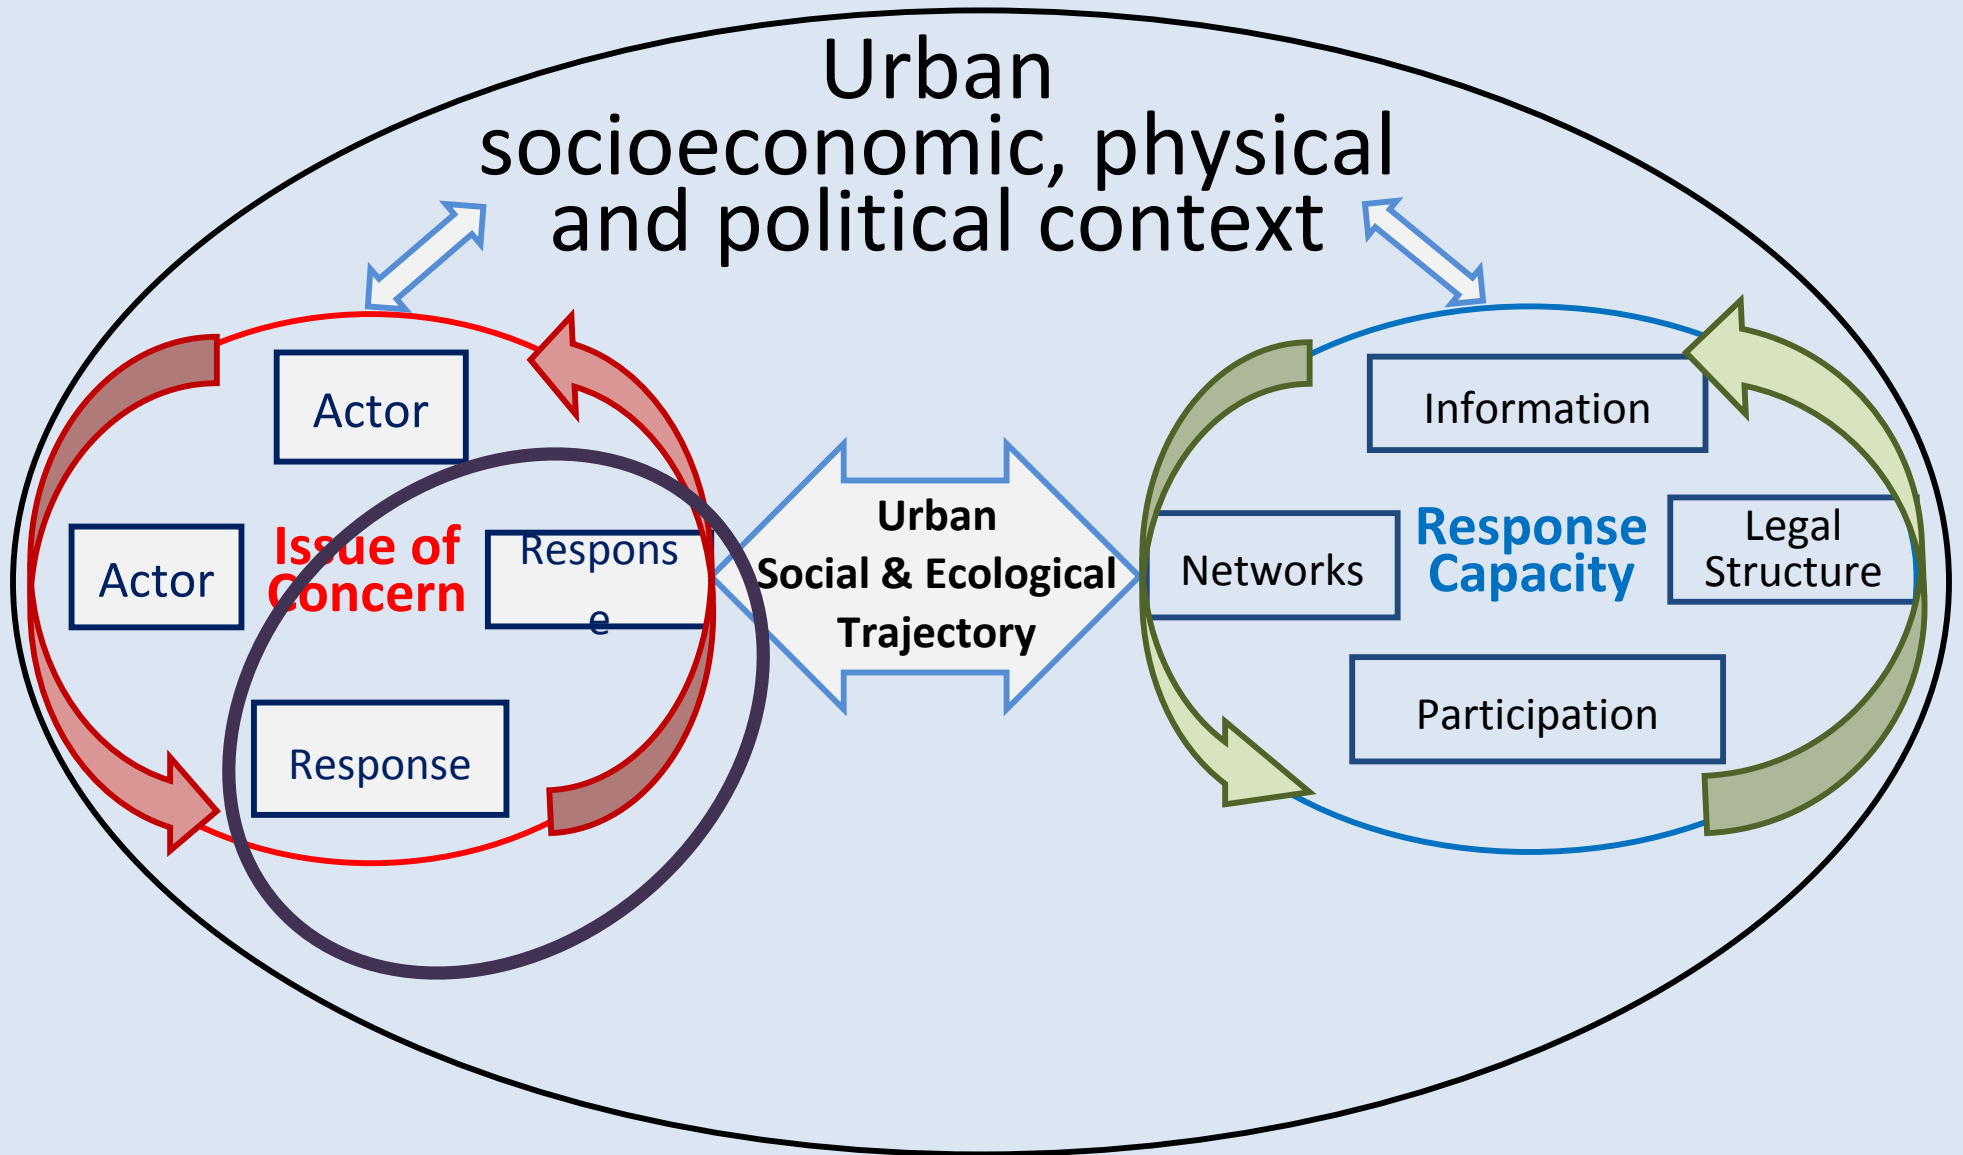 Urban
socioeconomic, physical
and political context
Actor
Actor
Issue of
Concern
Respons
e
Response
Urban
Social & Ecological
Trajectory
Information
Networks
Response
Capacity
Legal
Structure
Participation